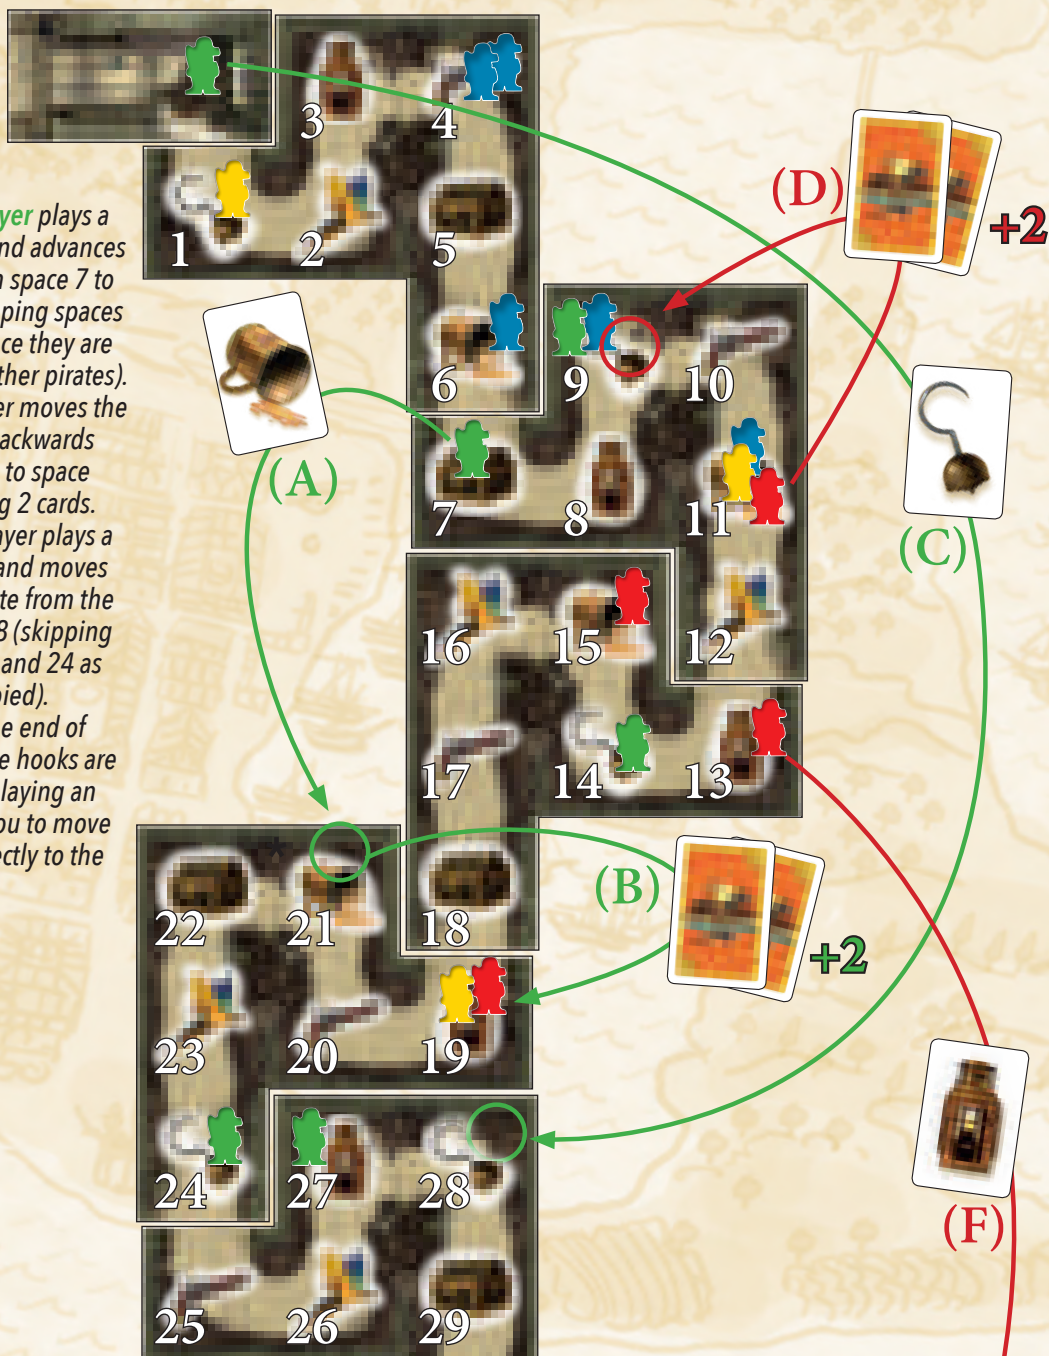 3
4
yer plays a
nd advances
n space 7 to
ping spaces
ce they are
ther pirates).
er moves the
ackwards
to space
g 2 cards.
ayer plays a
and moves
te from the
8 (skipping
and 24 as
pied).
e end of
e hooks are
laying an
ou to move
ectly to the
1
2
5
(D)
+2
6
9
10
(A)
7
8
11
(C)
16
15
12
17
14
13
22
21
18
(B)
+2
23
20
19
24
27
28
(F)
25
26
29